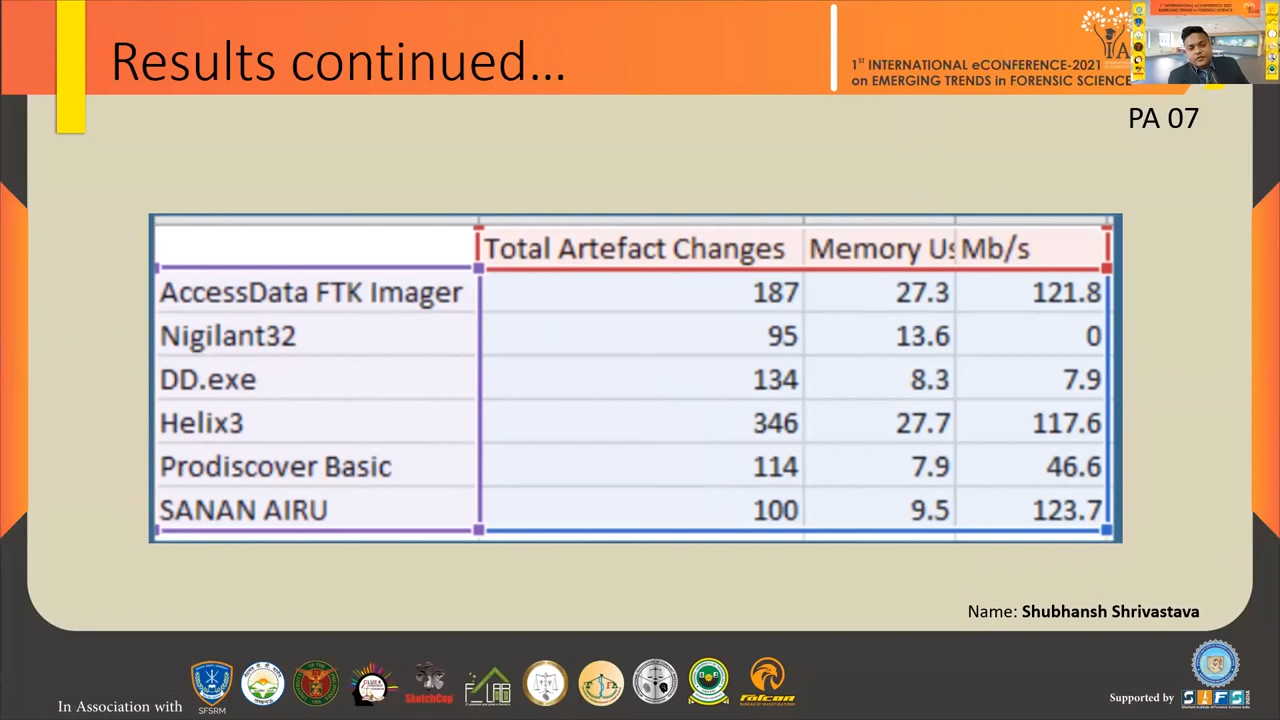 Results continued...
1ST INTERNATIONAL eCONFERENCE-2021
on EMERGING TRENDS in FORENSIC SCIENCE
PA 07
Total Artefact Changes Memory Us Mb/s
AccessData FTK Imager 187 27.3 121.8
Nigilant32 95 13.6 0
DD.exe 134 8.3 7.9
Helix3 346 27.7 117.6
Prodiscover Basic 114 7.9 46.6
SANAN AIRU 100 9.5 123.7
Name: Shubhansh Shrivastava
In Association with
SFSRM
SketchCop
F LAB
falcon
Supported by
SIFS